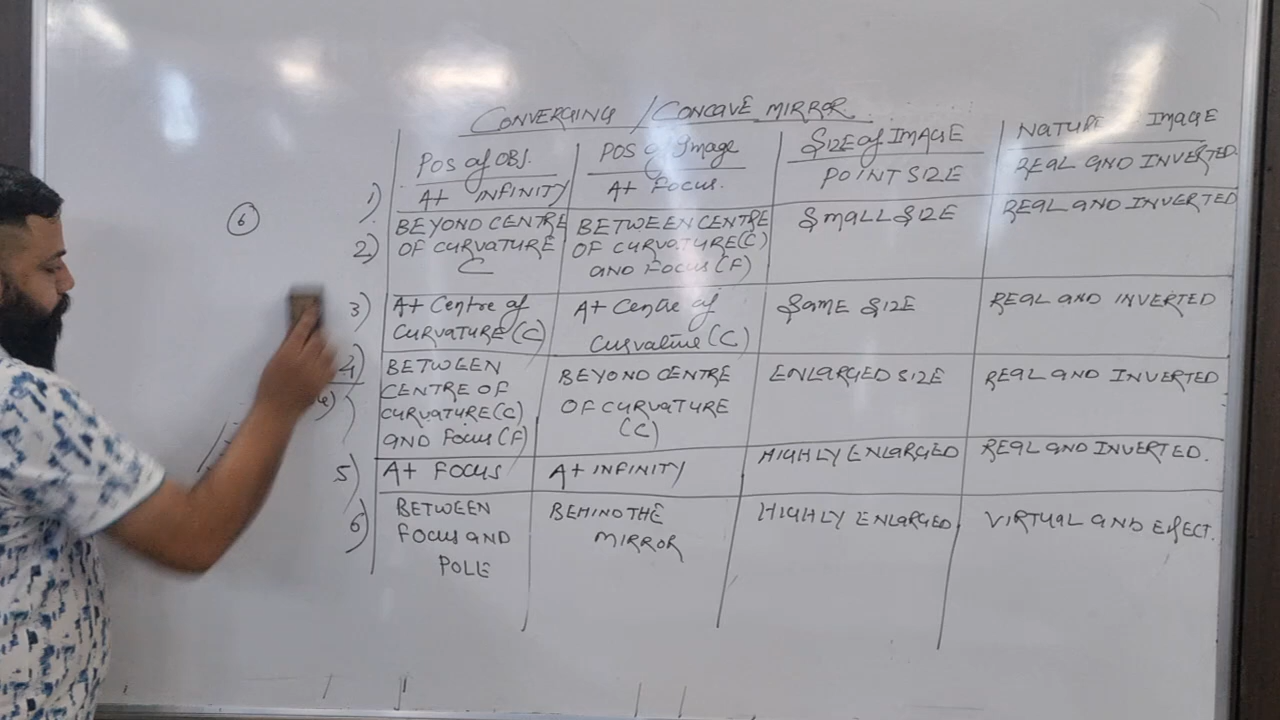 CONVERGING / CONCAVE MIRROR
POS of OBJ. POS of Image SIZE of IMAGE NATURE IMAGE
1) At INFINITY At Focus. POINT SIZE REAL AND INVERTED
6
2) BEYOND CENTRE BETWEEN CENTRE SMALL SIZE REAL AND INVERTED
OF CURVATURE OF CURVATURE(C)
C AND FOCUS (F)
3) At Centre of At Centre of SAME SIZE REAL AND INVERTED
CURVATURE (C) Curvature (C)
4) BETWEEN BEYOND CENTRE ENLARGED SIZE REAL AND INVERTED
CENTRE OF OF CURVATURE
CURVATURE (C) (C)
AND FOCUS (F)
5) At FOCUS At INFINITY HIGHLY ENLARGED REAL AND INVERTED.
6) BETWEEN BEHIND THE HIGHLY ENLARGED VIRTUAL AND ERECT.
FOCUS AND MIRROR
POLE